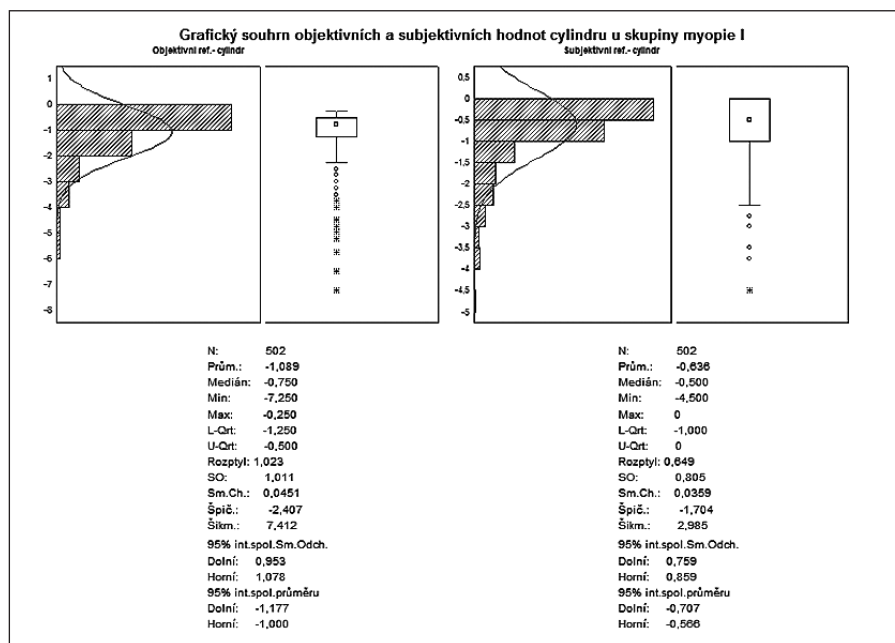 Grafický souhrn objektivních a subjektivních hodnot cylindru u skupiny myopie I
Objektivní ref.- cylindr
1
0
-1
-2
-3
-4
-5
-6
-7
-8
N: 502
Prům.: -1,089
Medián: -0,750
Min: -7,250
Max: -0,250
L-Qrt: -1,250
U-Qrt: -0,500
Rozptyl: 1,023
SO: 1,011
Sm.Ch.: 0,0451
Špič.: -2,407
Šikm.: 7,412
95% int.spol.Sm.Odch.
Dolní: 0,953
Horní: 1,078
95% int.spol.průměru
Dolní: -1,177
Horní: -1,000
Subjektivní ref.- cylindr
0,5
0
-0,5
-1
-1,5
-2
-2,5
-3
-3,5
-4
-4,5
-5
N: 502
Prům.: -0,636
Medián: -0,500
Min: -4,500
Max: 0
L-Qrt: -1,000
U-Qrt: 0
Rozptyl: 0,649
SO: 0,805
Sm.Ch.: 0,0359
Špič.: -1,704
Šikm.: 2,985
95% int.spol.Sm.Odch.
Dolní: 0,759
Horní: 0,859
95% int.spol.průměru
Dolní: -0,707
Horní: -0,566